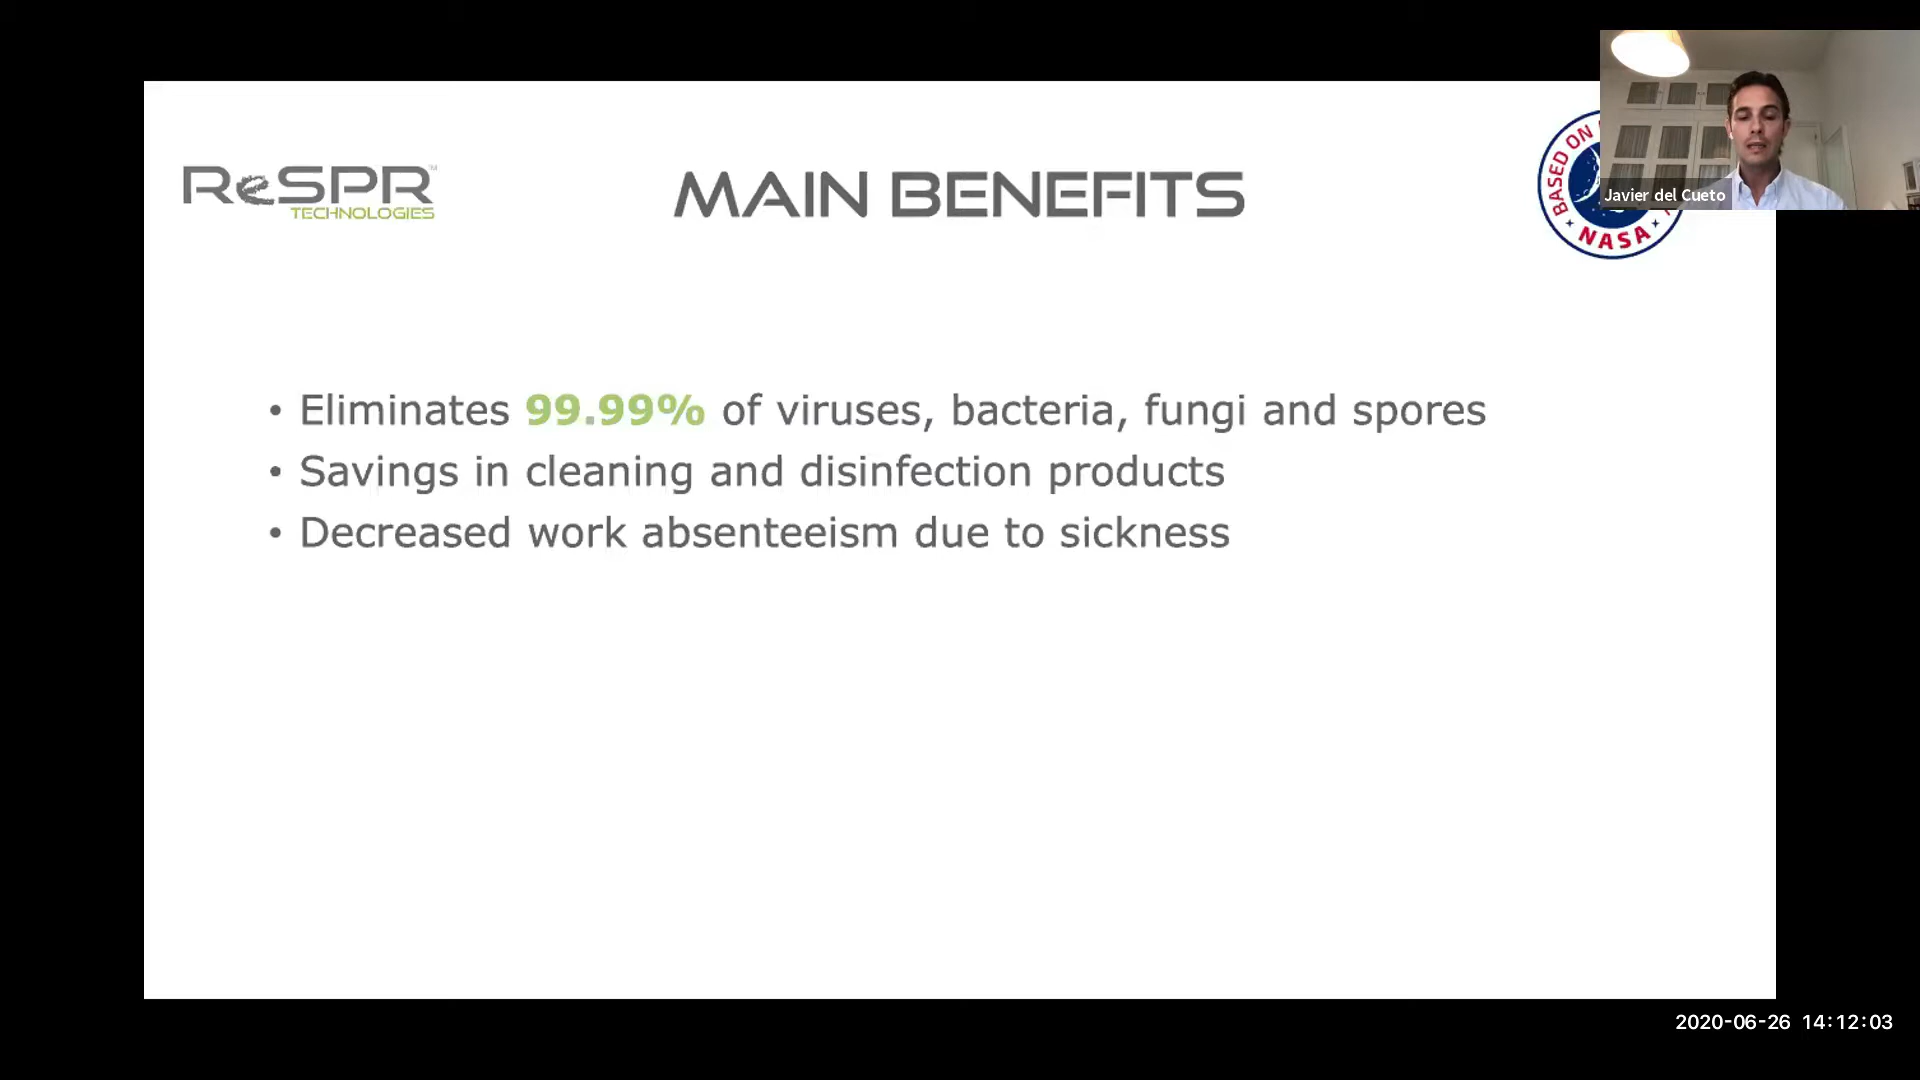 ReSPR™
TECHNOLOGIES
MAIN BENEFITS
BASED ON
NASA
Javier del Cueto
• Eliminates 99.99% of viruses, bacteria, fungi and spores
• Savings in cleaning and disinfection products
• Decreased work absenteeism due to sickness
2020-06-26 14:12:03